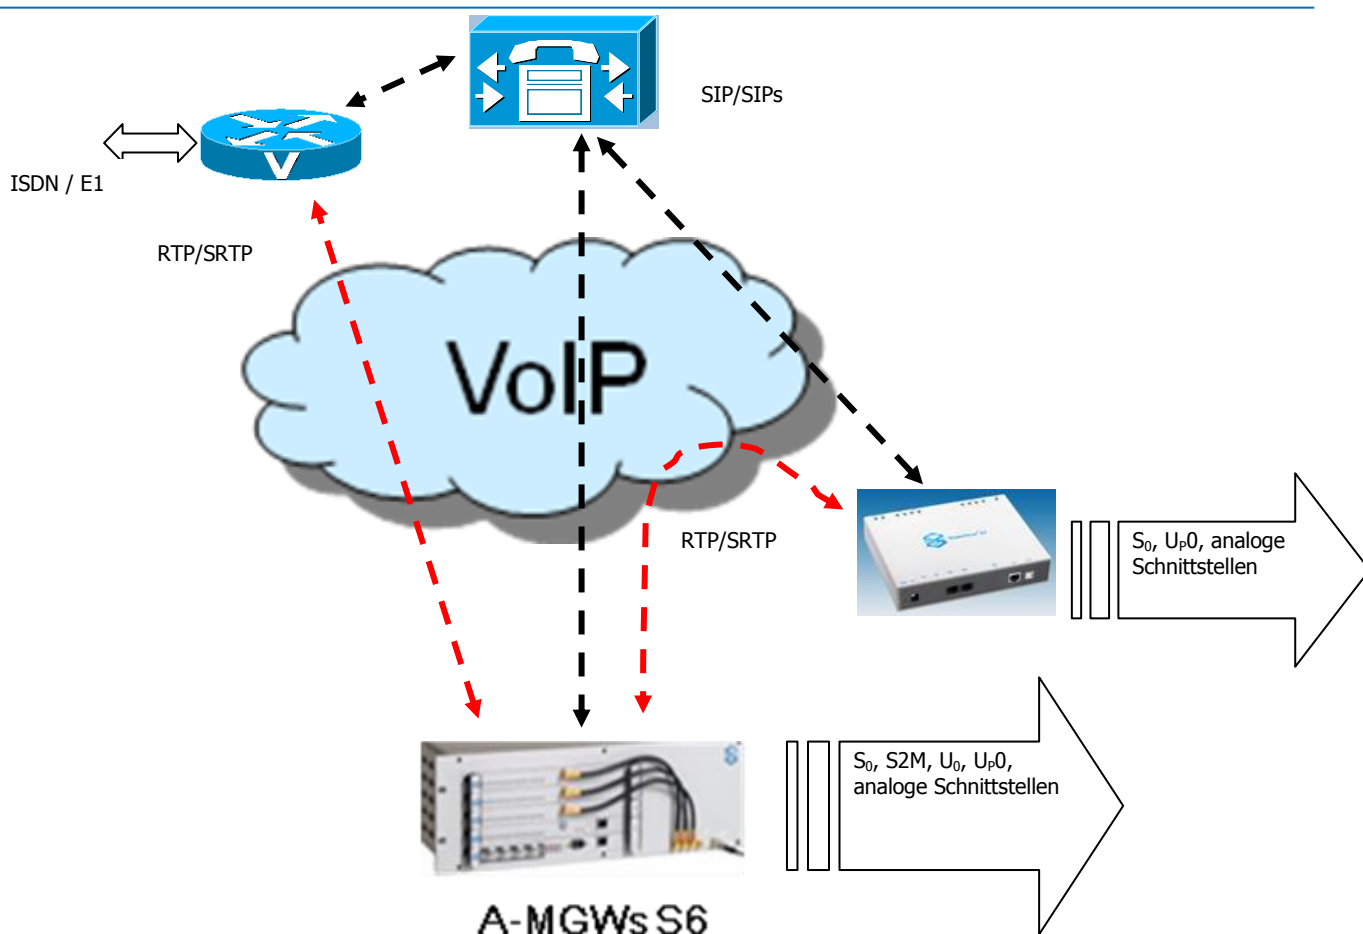 SIP/SIPs
V
ISDN / E1
RTP/SRTP
VoIP
RTP/SRTP
S₀, Uₚ0, analoge
Schnittstellen
S₀, S2M, U₀, Uₚ0,
analoge Schnittstellen
A-MGWs S6